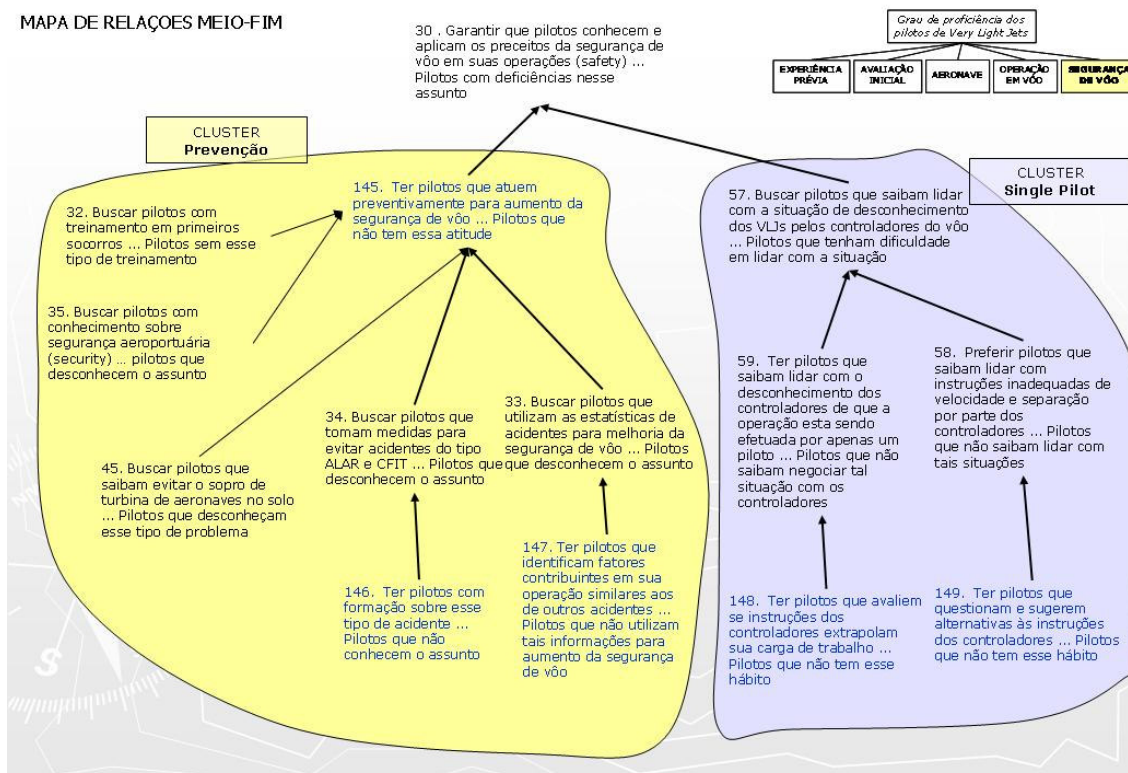 MAPA DE RELAÇOES MEIO-FIM
30 . Garantir que pilotos conhecem e
aplicam os preceitos da segurança de
vôo em suas operações (safety) ...
Pilotos com deficiências nesse
assunto
Grau de proficiência dos
pilotos de Very Light Jets
EXPERIÊNCIA
PRÉVIA
AVALIAÇÃO
INICIAL
AERONAVE
OPERAÇÃO
EM VÔO
SEGURANÇA
DE VÔO
CLUSTER
Prevenção
CLUSTER
Single Pilot
145. Ter pilotos que atuem
preventivamente para aumento da
segurança de vôo ... Pilotos que
não tem essa atitude
57. Buscar pilotos que saibam lidar
com a situação de desconhecimento
dos VLJs pelos controladores do vôo
... Pilotos que tenham dificuldade
em lidar com a situação
32. Buscar pilotos com
treinamento em primeiros
socorros ... Pilotos sem esse
tipo de treinamento
35. Buscar pilotos com
conhecimento sobre
segurança aeroportuária
(security) ... pilotos que
desconhecem o assunto
45. Buscar pilotos que
saibam evitar o sopro de
turbina de aeronaves no solo
... Pilotos que desconheçam
esse tipo de problema
34. Buscar pilotos que
tomam medidas para
evitar acidentes do tipo
ALAR e CFIT ... Pilotos que
desconhecem o assunto
33. Buscar pilotos que
utilizam as estatísticas de
acidentes para melhoria da
segurança de vôo ... Pilotos
que desconhecem o assunto
59. Ter pilotos que
saibam lidar com o
desconhecimento dos
controladores de que a
operação esta sendo
efetuada por apenas um
piloto ... Pilotos que não
saibam negociar tal
situação com os
controladores
58. Preferir pilotos que
saibam lidar com
instruções inadequadas de
velocidade e separação
por parte dos
controladores ... Pilotos
que não saibam lidar com
tais situações
146. Ter pilotos com
formação sobre esse
tipo de acidente ...
Pilotos que não
conhecem o assunto
147. Ter pilotos que
identificam fatores
contribuintes em sua
operação similares aos
de outros acidentes ...
Pilotos que não utilizam
tais informações para
aumento da segurança
de vôo
148. Ter pilotos que avaliem
se instruções dos
controladores extrapolam
sua carga de trabalho ...
Pilotos que não tem esse
hábito
149. Ter pilotos que
questionam e sugerem
alternativas às instruções
dos controladores ... Pilotos
que não tem esse hábito
S